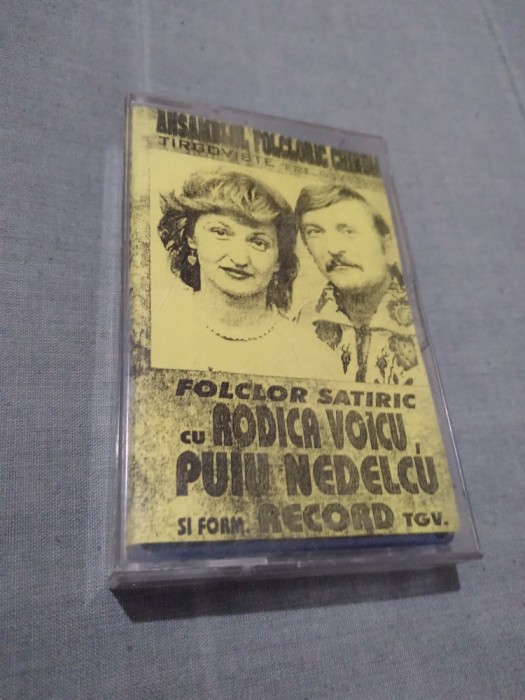 ANSAMBLUL FOLCLORIC CHINDIA
TIRGOVISTE
FOLCLOR SATIRIC
CU RODICA VOICU,
PUIU NEDELCU
SI FORM. RECORD TGV.